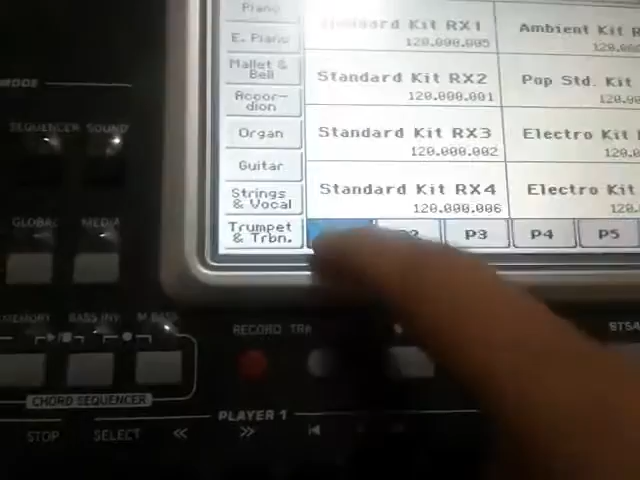 Piano
E. Piano
Mallet &
Bell
Accor-
dion
Organ
Guitar
Strings
& Vocal
Trumpet
& Trbn.
Standard Kit RX1
120.000.005
Standard Kit RX2
120.000.001
Standard Kit RX3
120.000.002
Standard Kit RX4
120.000.006
Ambient Kit
Pop Std. Kit
Electro Kit
Electro Kit
P3
P4
P5
SEQUENCER SOUND
GLOBAL MEDIA
MEMORY BASS INV
CHORD SEQUENCER
RECORD
PLAYER 1
STOP SELECT